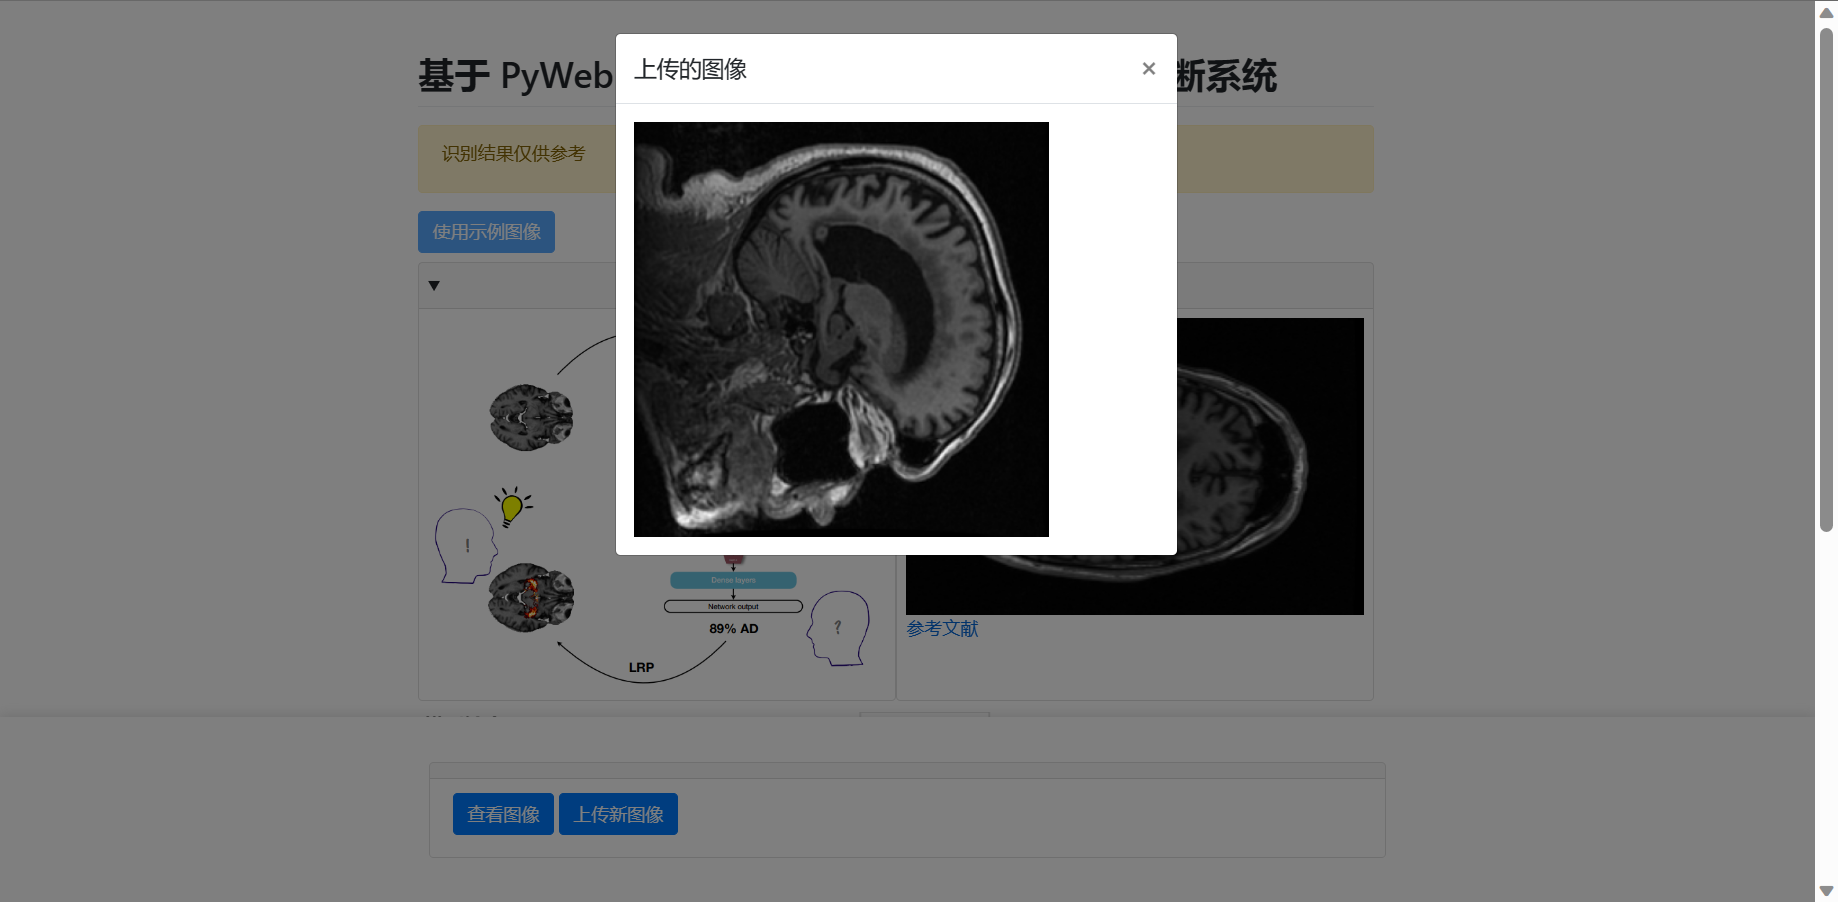 基于 PyWeb
断系统
上传的图像
×
识别结果仅供参考
使用示例图像
▼
!
Dense layers
Network output
89% AD
?
LRP
参考文献
查看图像
上传新图像